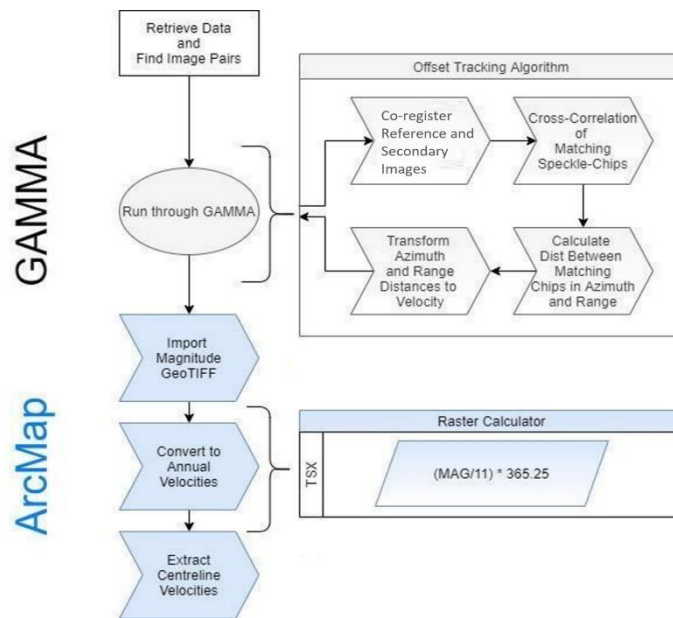 GAMMA
ArcMap
Retrieve Data
and
Find Image Pairs
Run through GAMMA
Offset Tracking Algorithm
Co-register
Reference and
Secondary
Images
Cross-Correlation
of
Matching
Speckle-Chips
Calculate
Dist Between
Matching
Chips in Azimuth
and Range
Transform
Azimuth
and Range
Distances to
Velocity
Import
Magnitude
GeoTIFF
Convert to
Annual
Velocities
Raster Calculator
TSX
(MAG/11) * 365.25
Extract
Centreline
Velocities